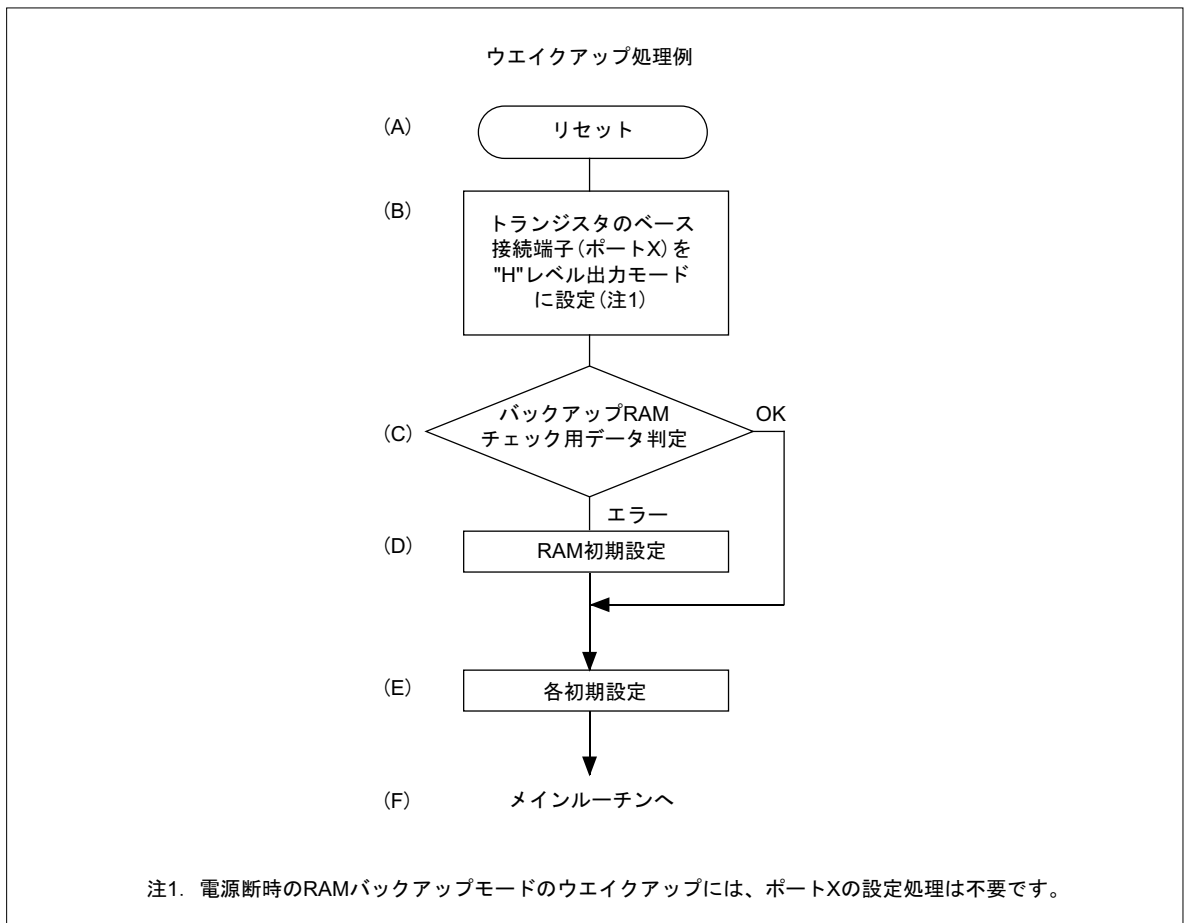 ウエイクアップ処理例
(A)
リセット
(B)
トランジスタのベース
接続端子(ポートX)を
"H"レベル出力モード
に設定(注1)
(C)
バックアップRAM
チェック用データ判定
OK
エラー
(D)
RAM初期設定
(E)
各初期設定
(F)
メインルーチンへ
注1. 電源断時のRAMバックアップモードのウエイクアップには、ポートXの設定処理は不要です。